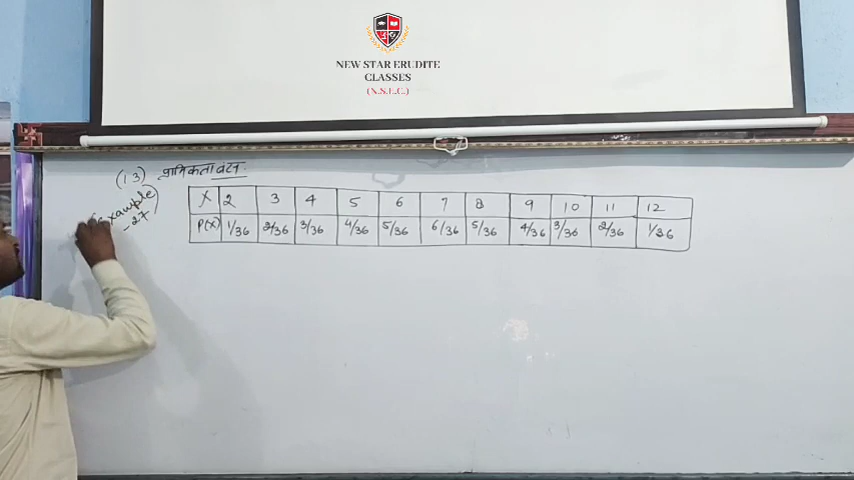 NEW STAR ERUDITE
CLASSES
(N.S.E.C.)
(13) प्रायिकता बंटन
Example
-27
X 2 3 4 5 6 7 8 9 10 11 12
P(X) 1/36 2/36 3/36 4/36 5/36 6/36 5/36 4/36 3/36 2/36 1/36